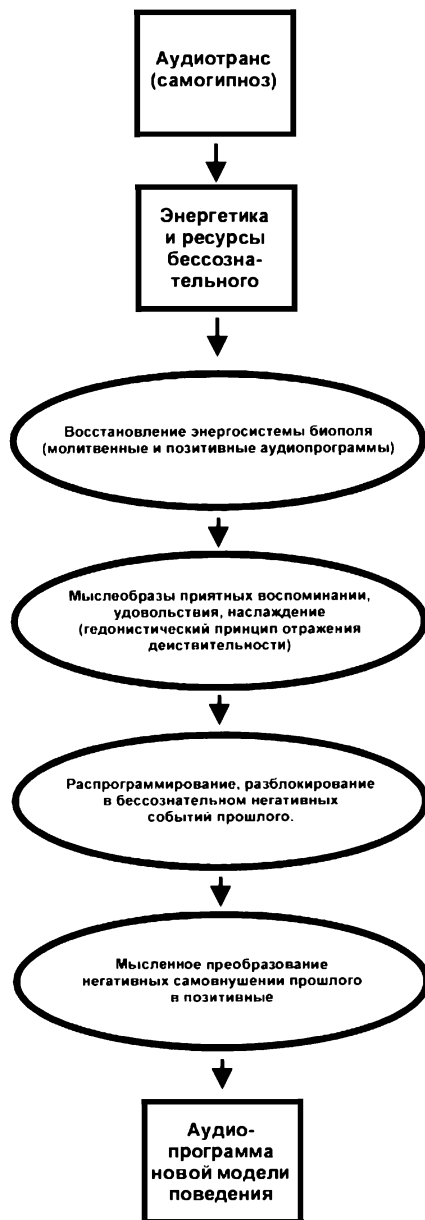 Аудиотранс
(самогипноз)
Энергетика
и ресурсы
бессозна-
тельного
Восстановление энергосистемы биополя
(молитвенные и позитивные аудиопрограммы)
Мыслеобразы приятных воспоминании,
удовольствия, наслаждение
(гедонистический принцип отражения
деиствительности)
Распрограммирование, разблокирование
в бессознательном негативных
событий прошлого.
Мысленное преобразование
негативных самовнушении прошлого
в позитивные
Аудио-
программа
новой модели
поведения